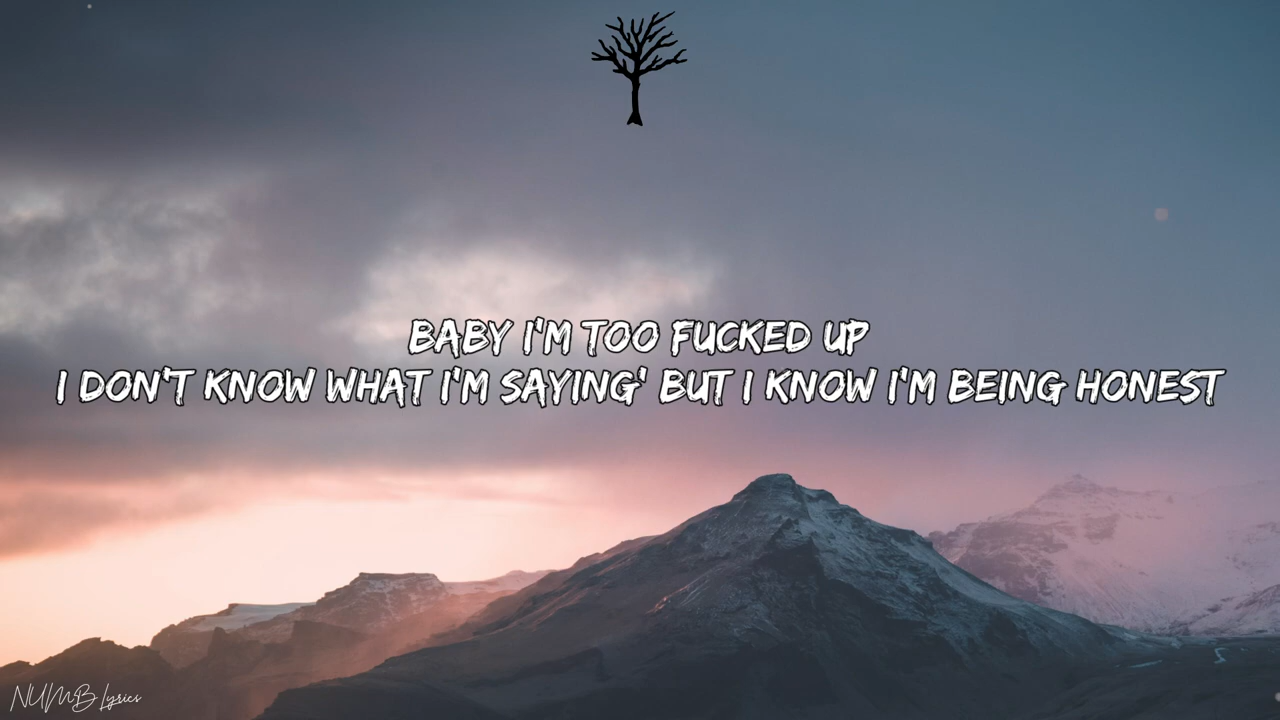 BABY I'M TOO FUCKED UP
I DON'T KNOW WHAT I'M SAYING' BUT I KNOW I'M BEING HONEST
NUMB Lyrics